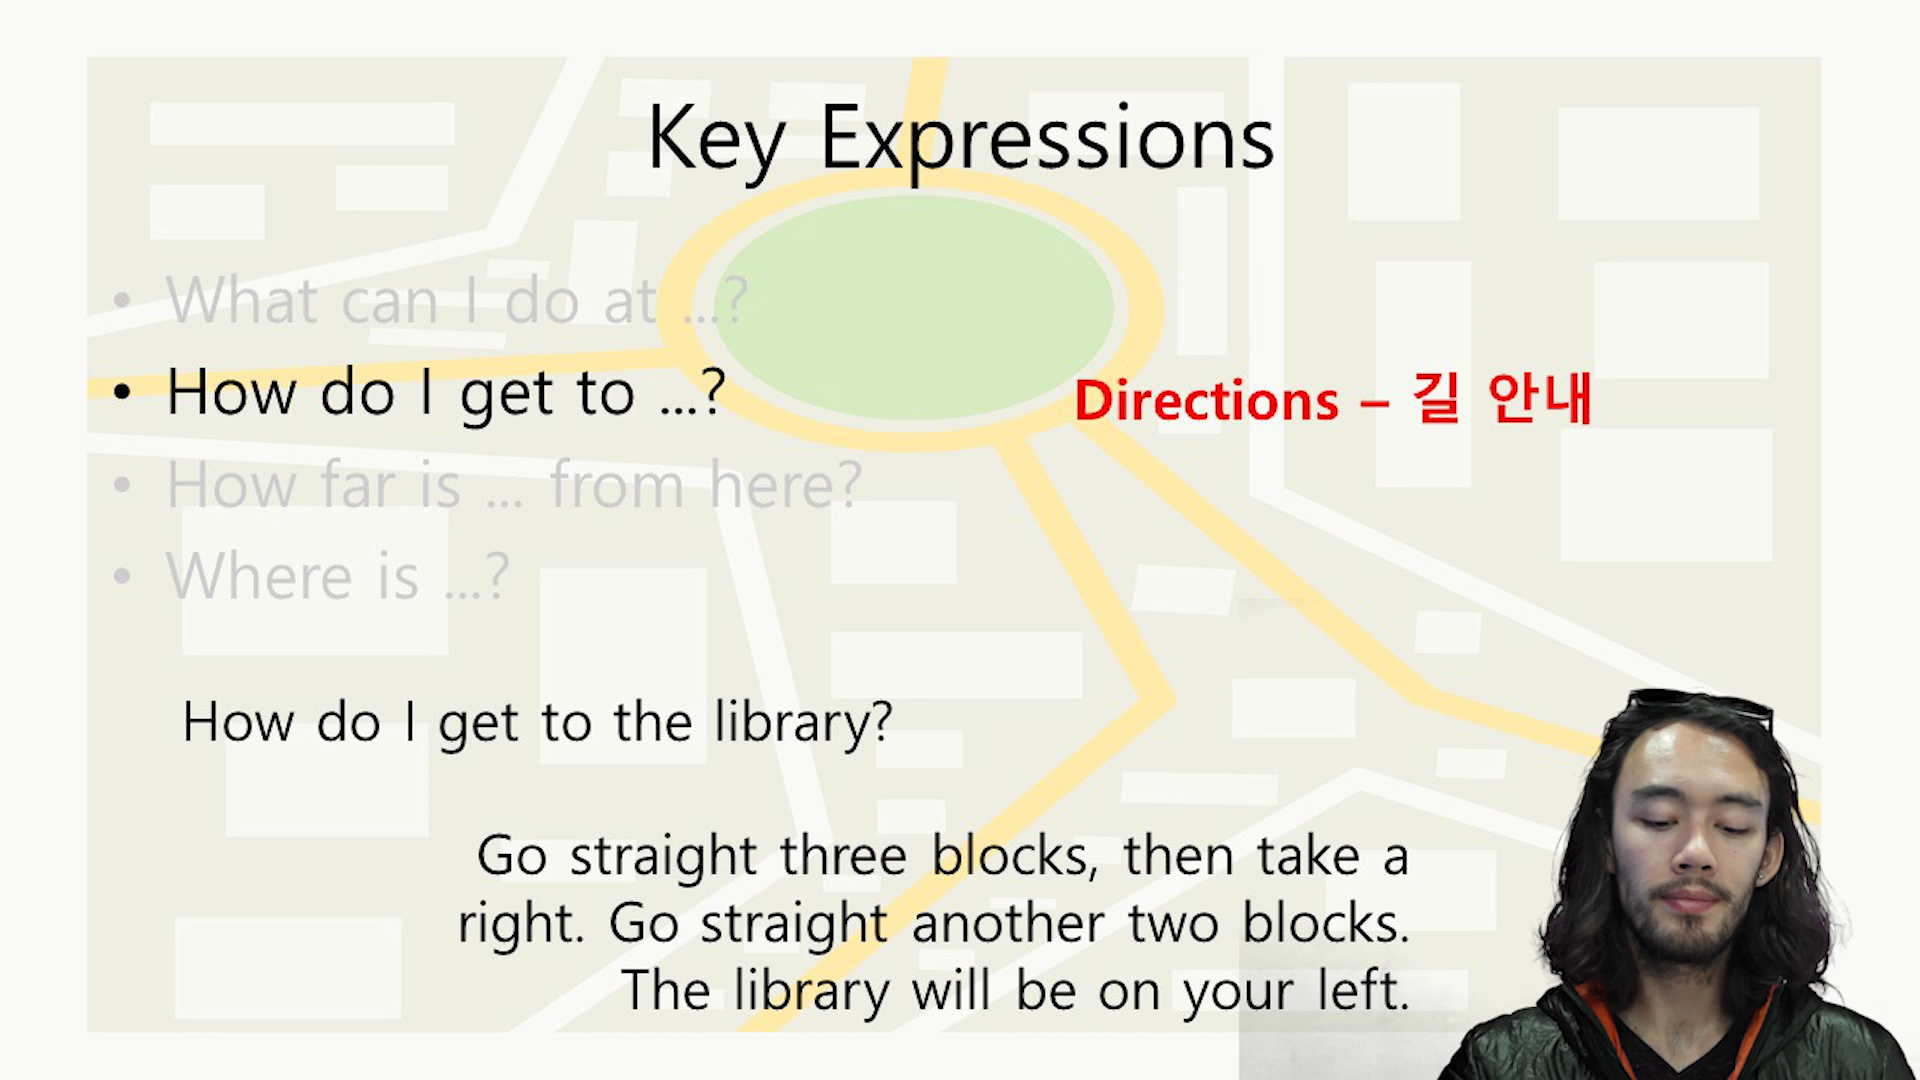 Key Expressions
• What can I do at ...?
• How do I get to ...?
Directions – 길 안내
• How far is ... from here?
• Where is ...?
How do I get to the library?
Go straight three blocks, then take a
right. Go straight another two blocks.
The library will be on your left.